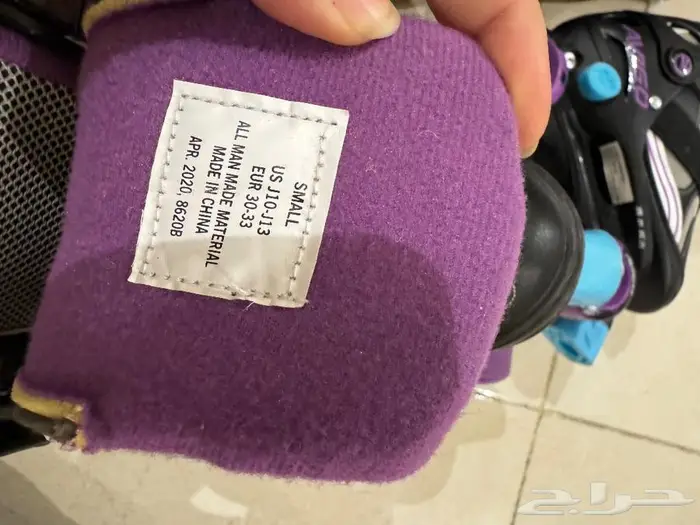 SMALL
US J10-J13
EUR 30-33
ALL MAN MADE MATERIAL
MADE IN CHINA
APR. 2020, 8620B
حراج